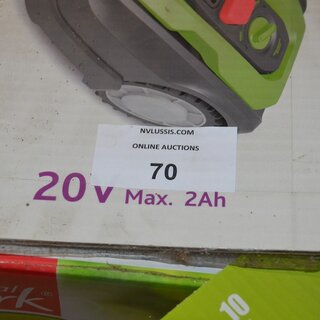 NVLUSSIS.COM
ONLINE AUCTIONS
70
20V Max. 2Ah
10